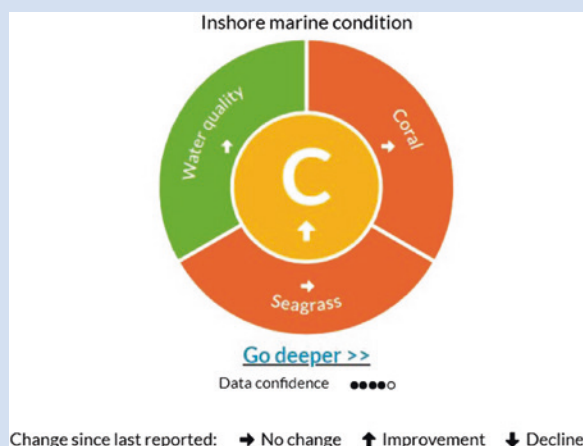 Inshore marine condition
Water quality
Coral
C
Seagrass
Go deeper >>
Data confidence
Change since last reported: No change Improvement Decline